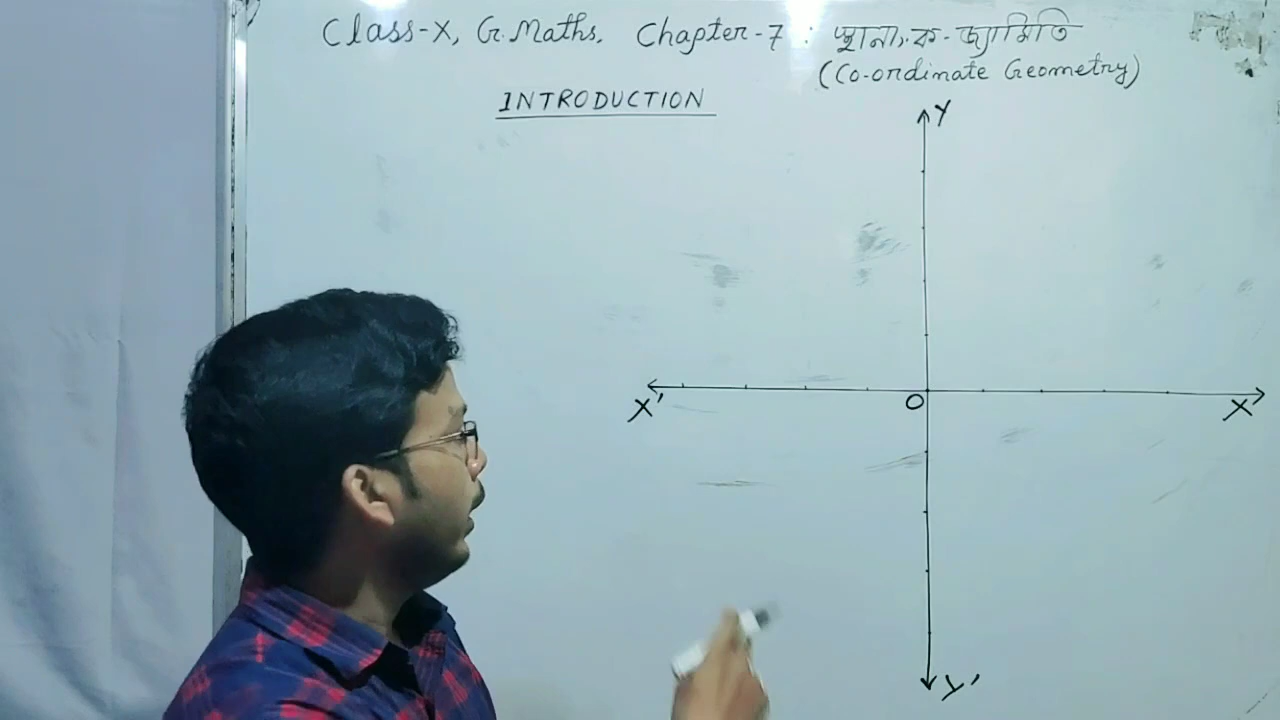 Class-X, G. Maths. Chapter-7 : স্থানাংক-জ্যামিতি
(Co-ordinate Geometry)
INTRODUCTION
Y
X' O X
Y'